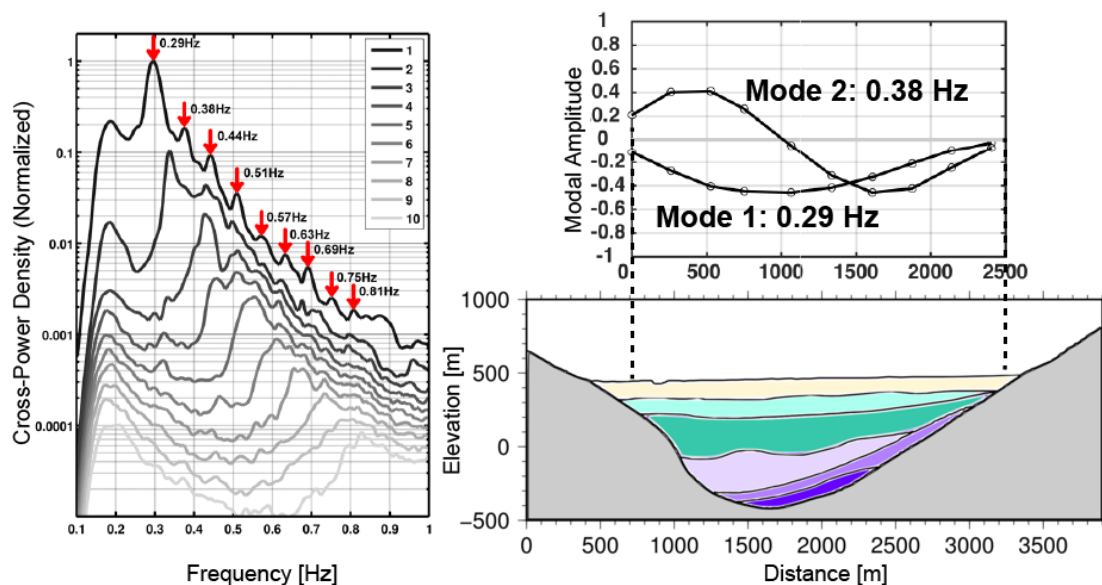 Cross-Power Density (Normalized)
1
0.1
0.01
0.001
0.0001
0.29Hz
0.38Hz
0.44Hz
0.51Hz
0.57Hz
0.63Hz
0.69Hz
0.75Hz
0.81Hz
1
2
3
4
5
6
7
8
9
10
0.1 0.2 0.3 0.4 0.5 0.6 0.7 0.8 0.9 1
Frequency [Hz]
Modal Amplitude
1
0.8
0.6
0.4
0.2
0
-0.2
-0.4
-0.6
-0.8
-1
Mode 2: 0.38 Hz
Mode 1: 0.29 Hz
0 500 1000 1500 2000 2500
Elevation [m]
1000
500
0
−500
0 500 1000 1500 2000 2500 3000 3500
Distance [m]